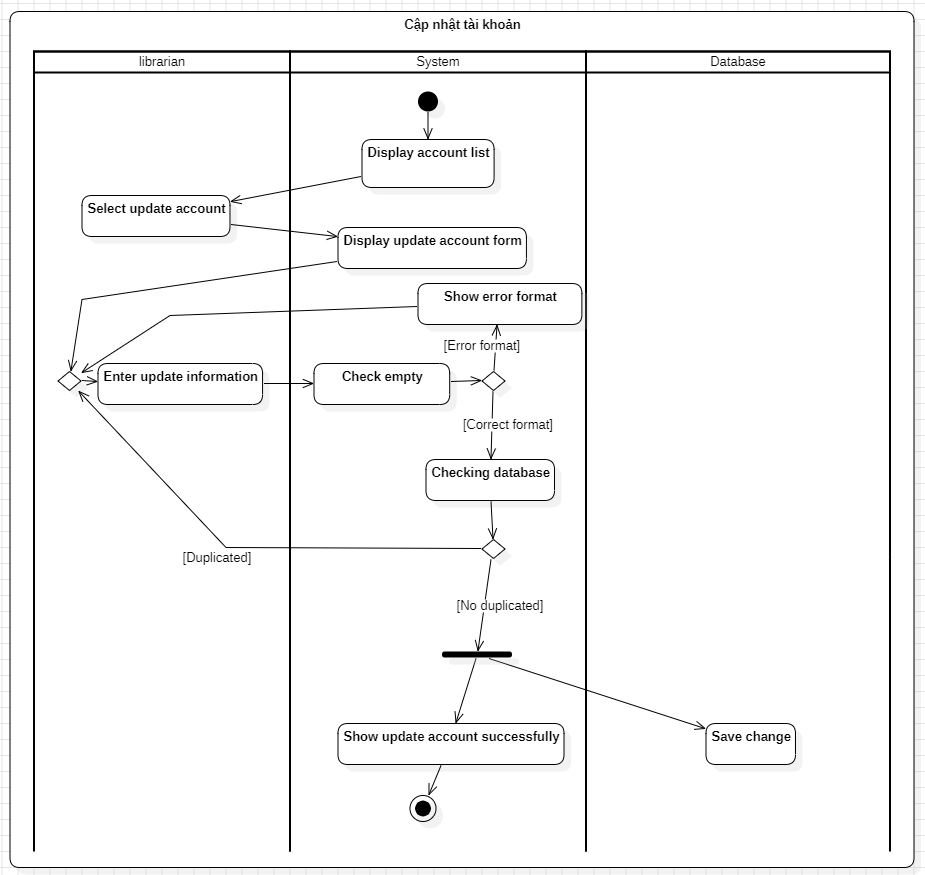 Cập nhật tài khoản
librarian
System
Database
Display account list
Select update account
Display update account form
Show error format
[Error format]
Enter update information
Check empty
[Correct format]
Checking database
[Duplicated]
[No duplicated]
Show update account successfully
Save change